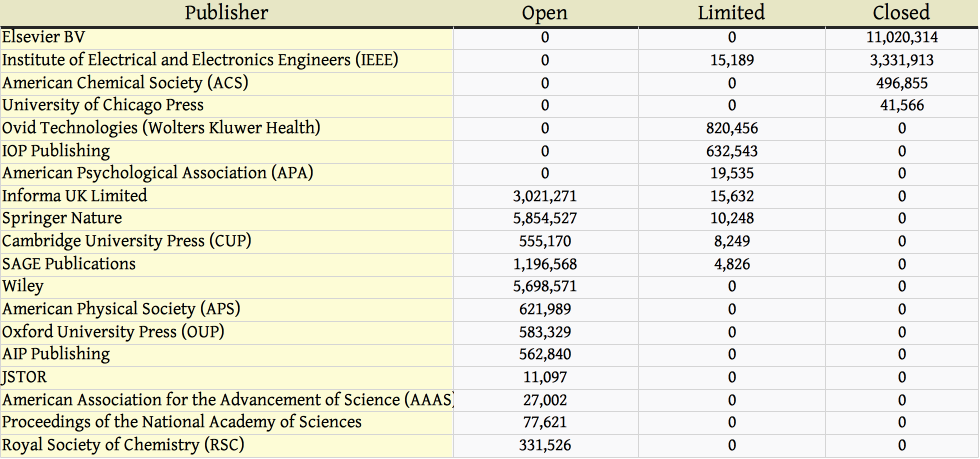 Publisher Open Limited Closed
Elsevier BV 0 0 11,020,314
Institute of Electrical and Electronics Engineers (IEEE) 0 15,189 3,331,913
American Chemical Society (ACS) 0 0 496,855
University of Chicago Press 0 0 41,566
Ovid Technologies (Wolters Kluwer Health) 0 820,456 0
IOP Publishing 0 632,543 0
American Psychological Association (APA) 0 19,535 0
Informa UK Limited 3,021,271 15,632 0
Springer Nature 5,854,527 10,248 0
Cambridge University Press (CUP) 555,170 8,249 0
SAGE Publications 1,196,568 4,826 0
Wiley 5,698,571 0 0
American Physical Society (APS) 621,989 0 0
Oxford University Press (OUP) 583,329 0 0
AIP Publishing 562,840 0 0
JSTOR 11,097 0 0
American Association for the Advancement of Science (AAAS) 27,002 0 0
Proceedings of the National Academy of Sciences 77,621 0 0
Royal Society of Chemistry (RSC) 331,526 0 0